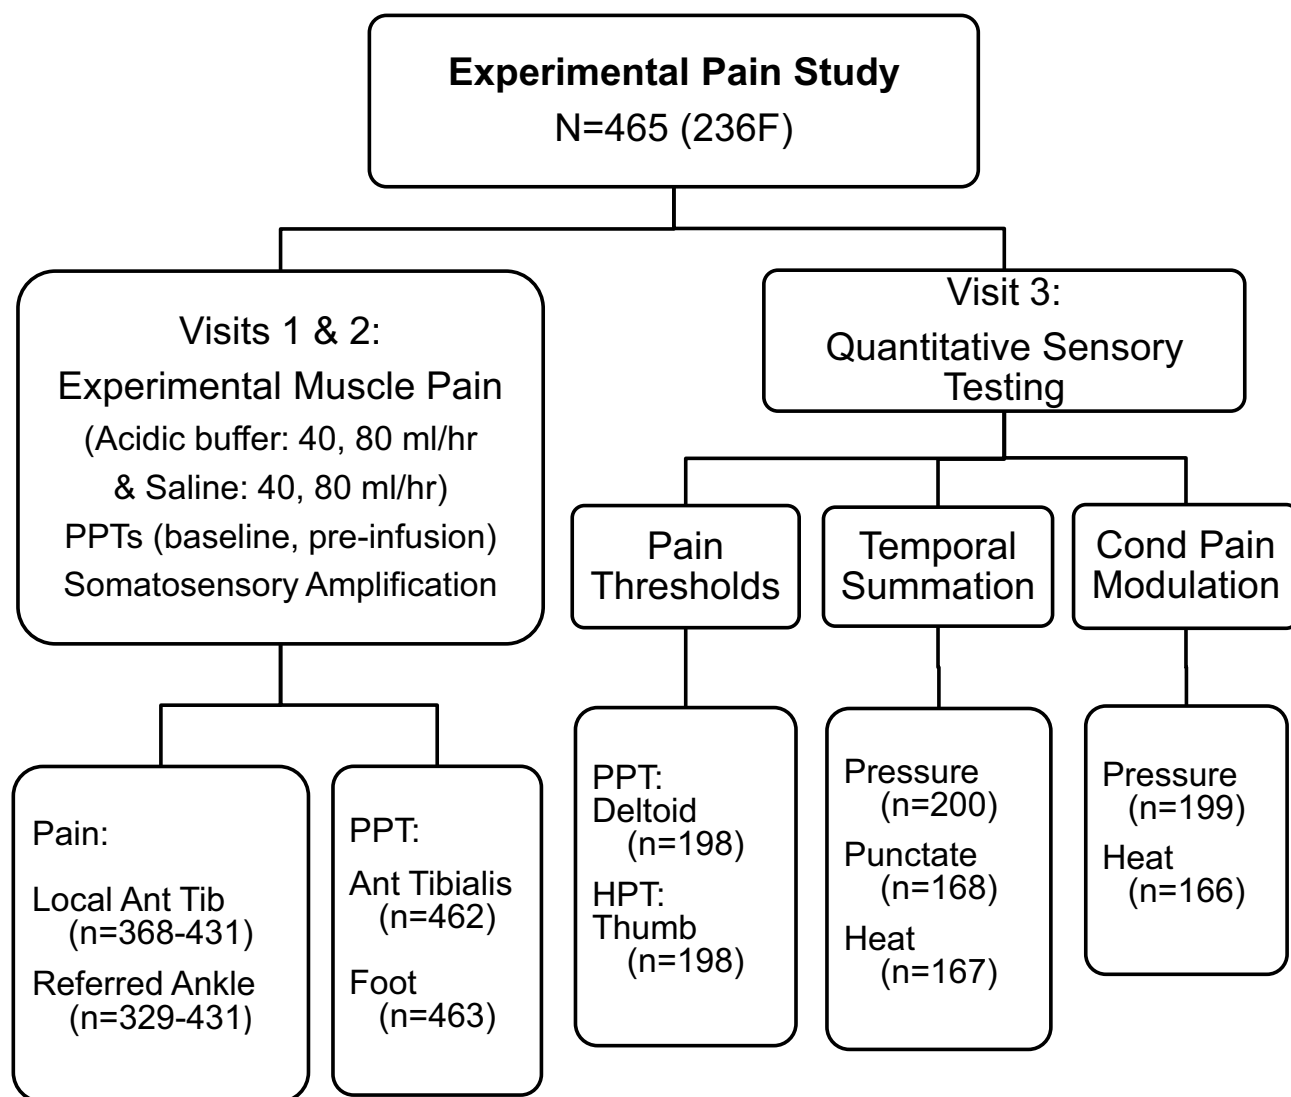 Experimental Pain Study
N=465 (236F)
Visits 1 & 2:
Experimental Muscle Pain
(Acidic buffer: 40, 80 ml/hr
& Saline: 40, 80 ml/hr)
PPTs (baseline, pre-infusion)
Somatosensory Amplification
Visit 3:
Quantitative Sensory
Testing
Pain
Thresholds
Temporal
Summation
Cond Pain
Modulation
Pain:
Local Ant Tib
(n=368-431)
Referred Ankle
(n=329-431)
PPT:
Ant Tibialis
(n=462)
Foot
(n=463)
PPT:
Deltoid
(n=198)
HPT:
Thumb
(n=198)
Pressure
(n=200)
Punctate
(n=168)
Heat
(n=167)
Pressure
(n=199)
Heat
(n=166)